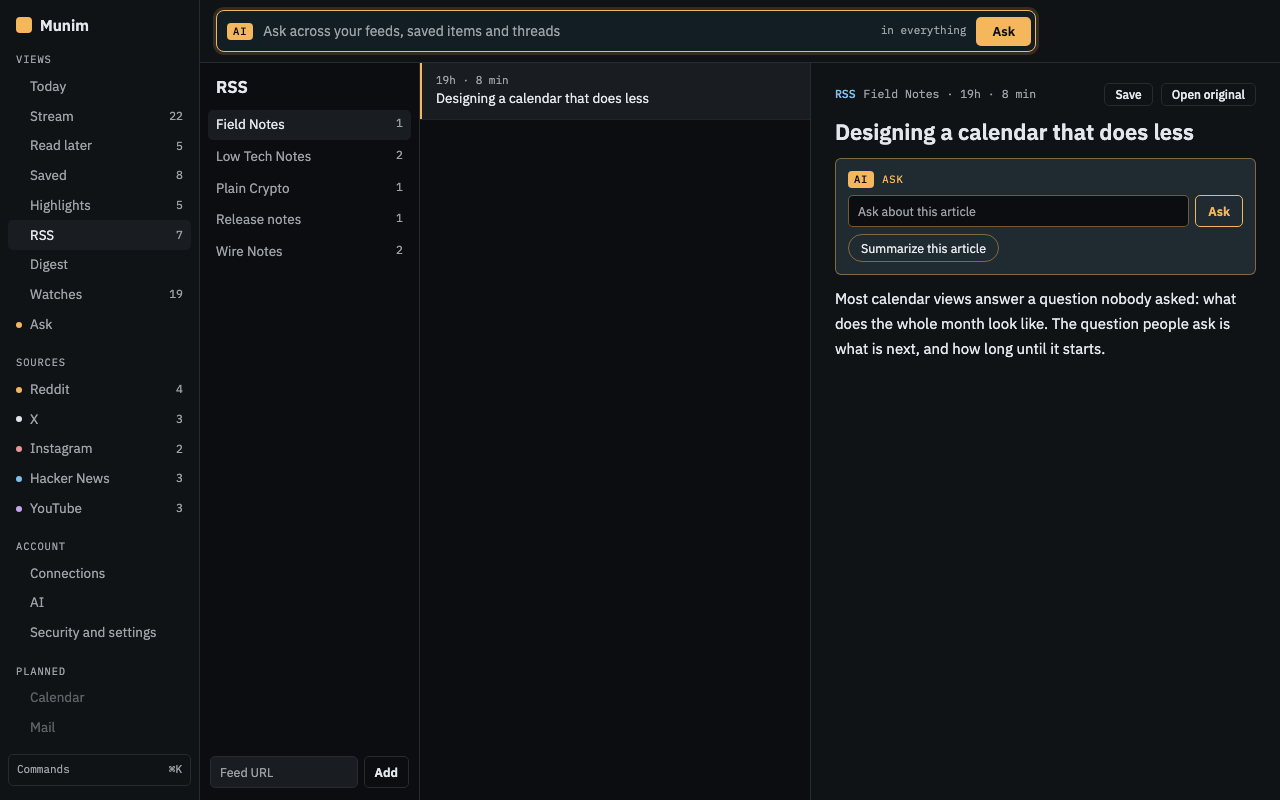 Munim
VIEWS
Today
Stream 22
Read later 5
Saved 8
Highlights 5
RSS 7
Digest
Watches 19
Ask
SOURCES
Reddit 4
X 3
Instagram 2
Hacker News 3
YouTube 3
ACCOUNT
Connections
AI
Security and settings
PLANNED
Calendar
Mail
Commands ⌘K
AI Ask across your feeds, saved items and threads in everything Ask
RSS
Field Notes 1
Low Tech Notes 2
Plain Crypto 1
Release notes 1
Wire Notes 2
Feed URL Add
19h · 8 min
Designing a calendar that does less
RSS Field Notes · 19h · 8 min Save Open original
Designing a calendar that does less
AI ASK
Ask about this article Ask
Summarize this article
Most calendar views answer a question nobody asked: what
does the whole month look like. The question people ask is
what is next, and how long until it starts.